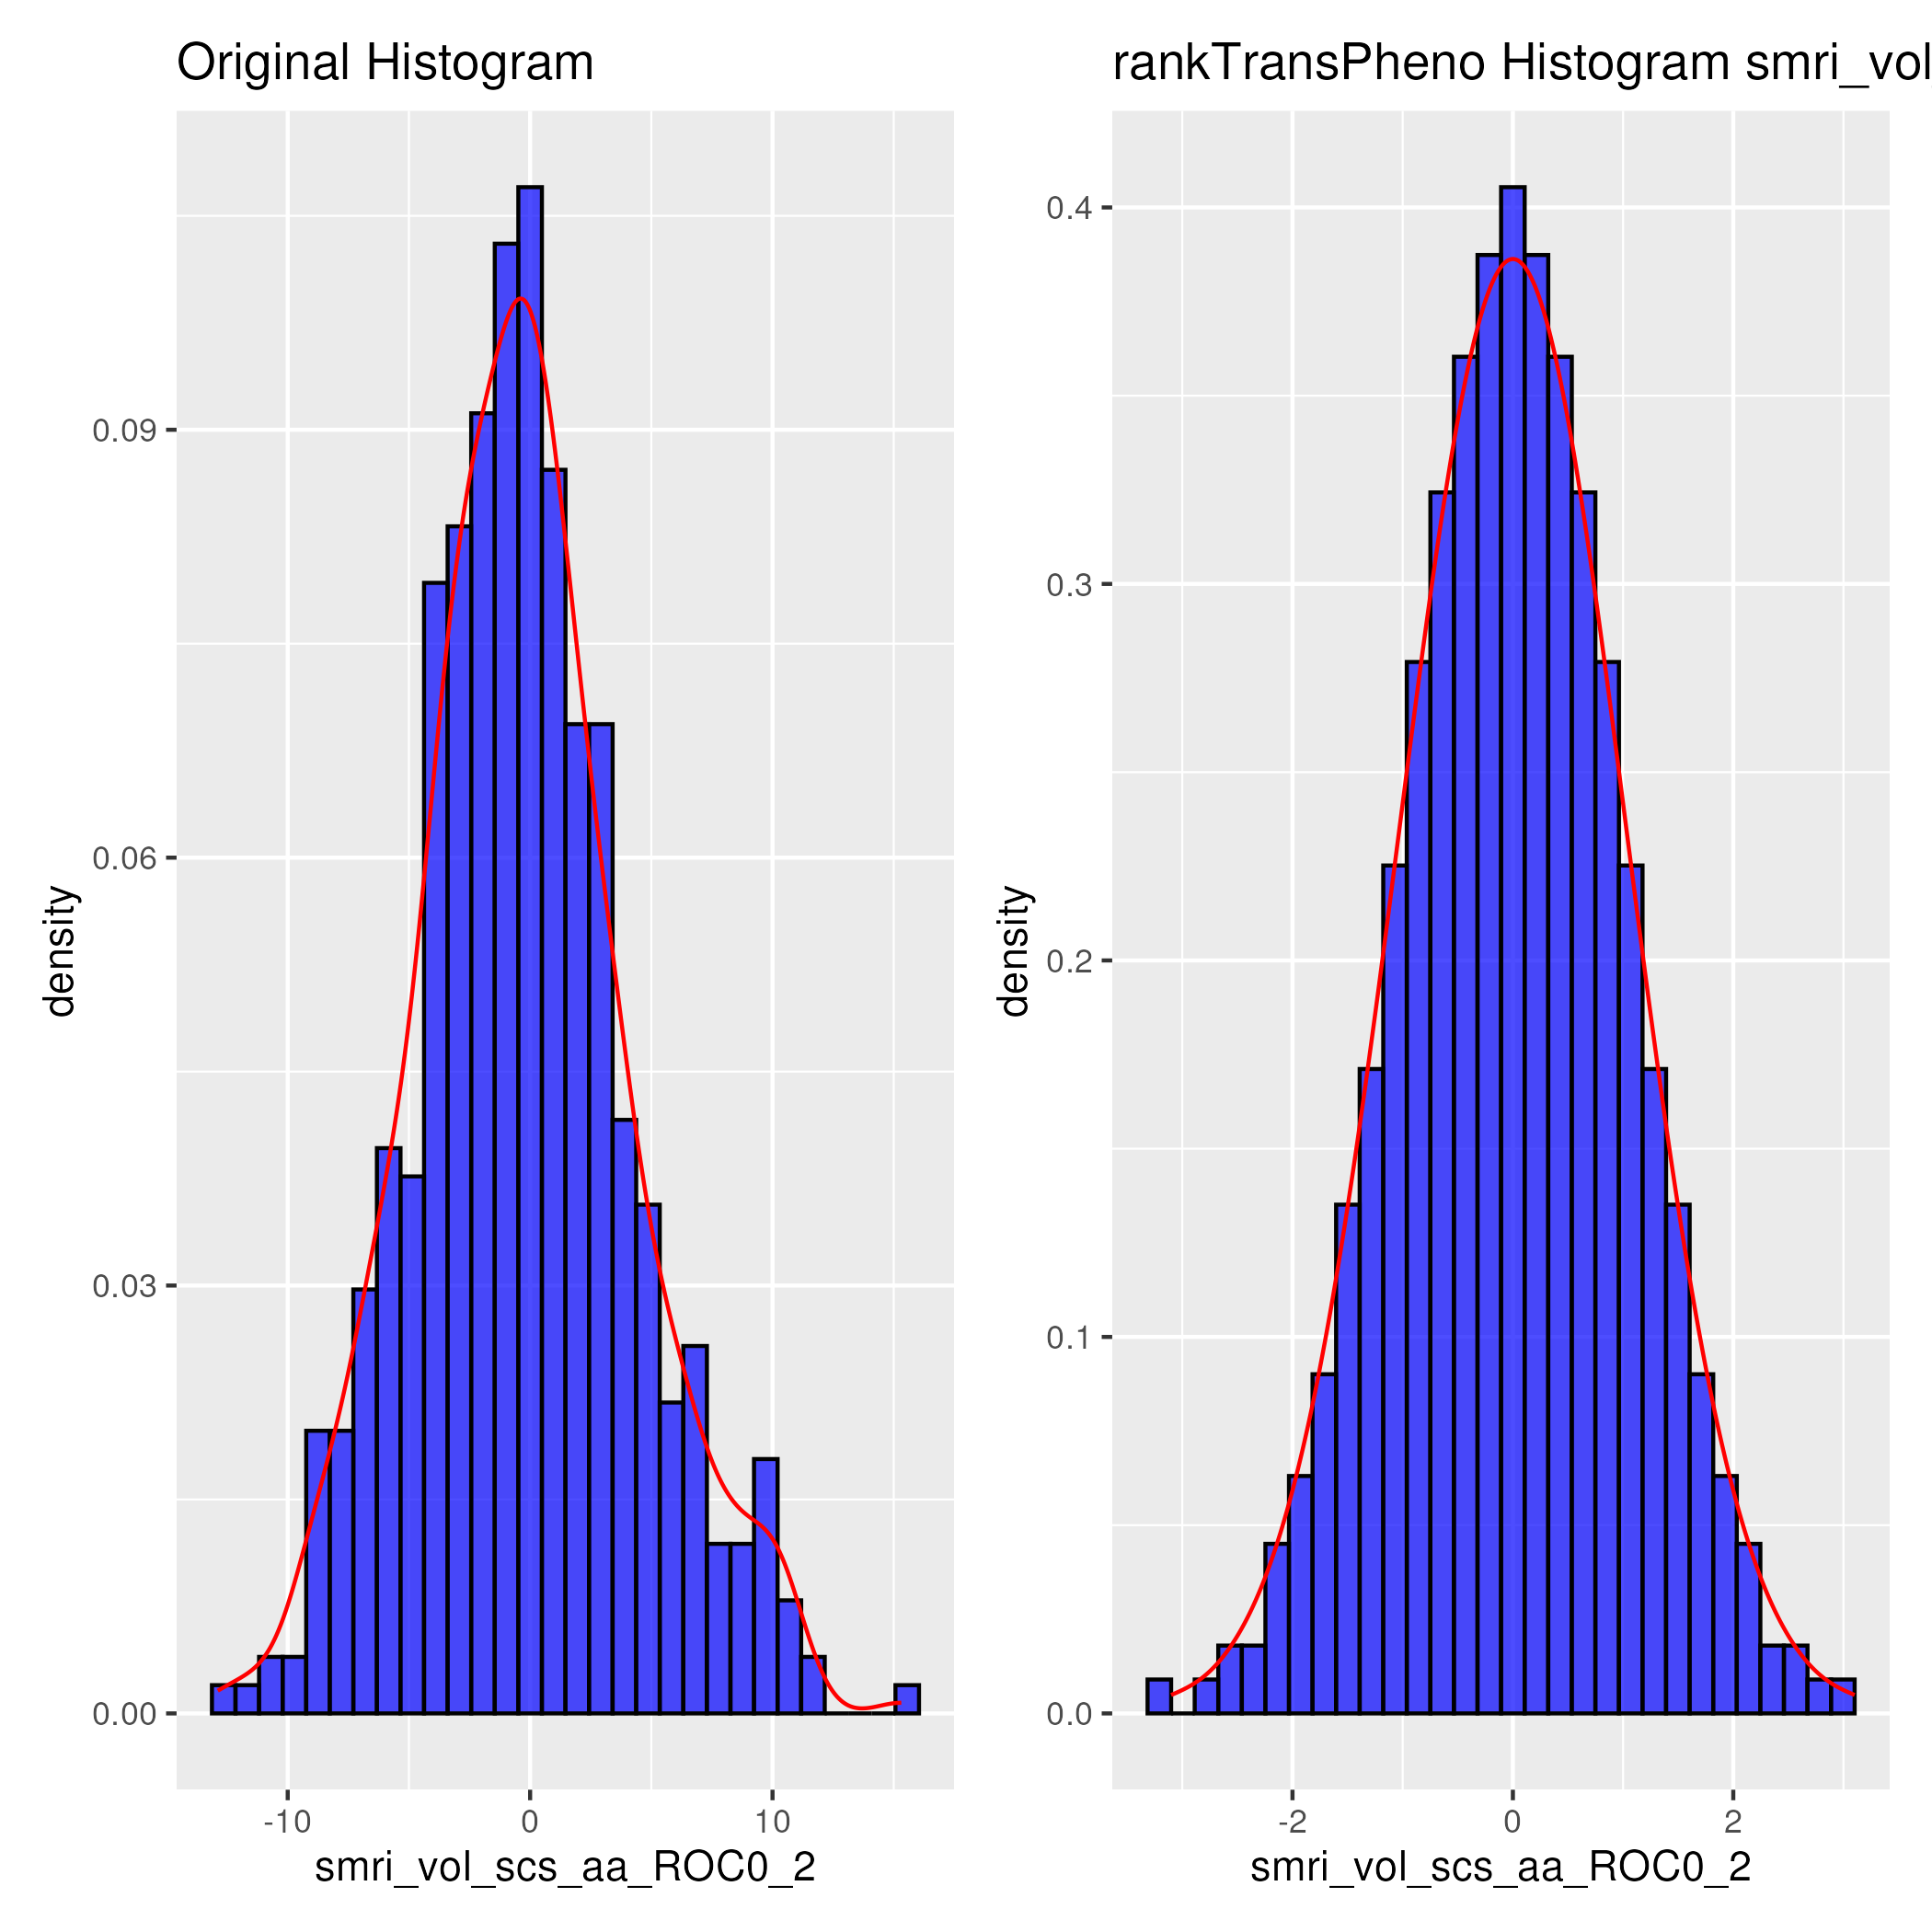 Original Histogram
density
0.09
0.06
0.03
0.00
-10 0 10
smri_vol_scs_aa_ROC0_2
rankTransPheno Histogram smri_vol
density
0.4
0.3
0.2
0.1
0.0
-2 0 2
smri_vol_scs_aa_ROC0_2